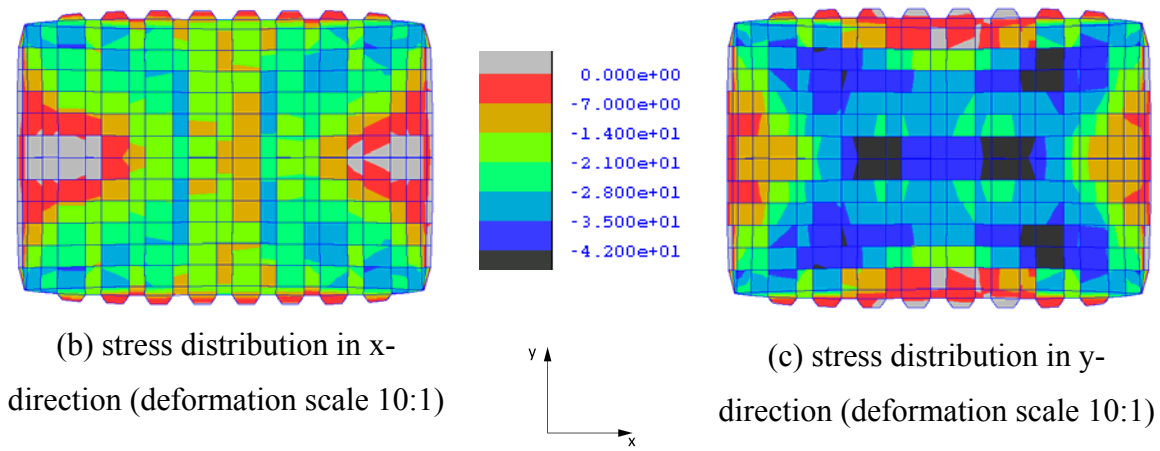 0.000e+00
-7.000e+00
-1.400e+01
-2.100e+01
-2.800e+01
-3.500e+01
-4.200e+01
(b) stress distribution in x-
direction (deformation scale 10:1)
y
x
(c) stress distribution in y-
direction (deformation scale 10:1)